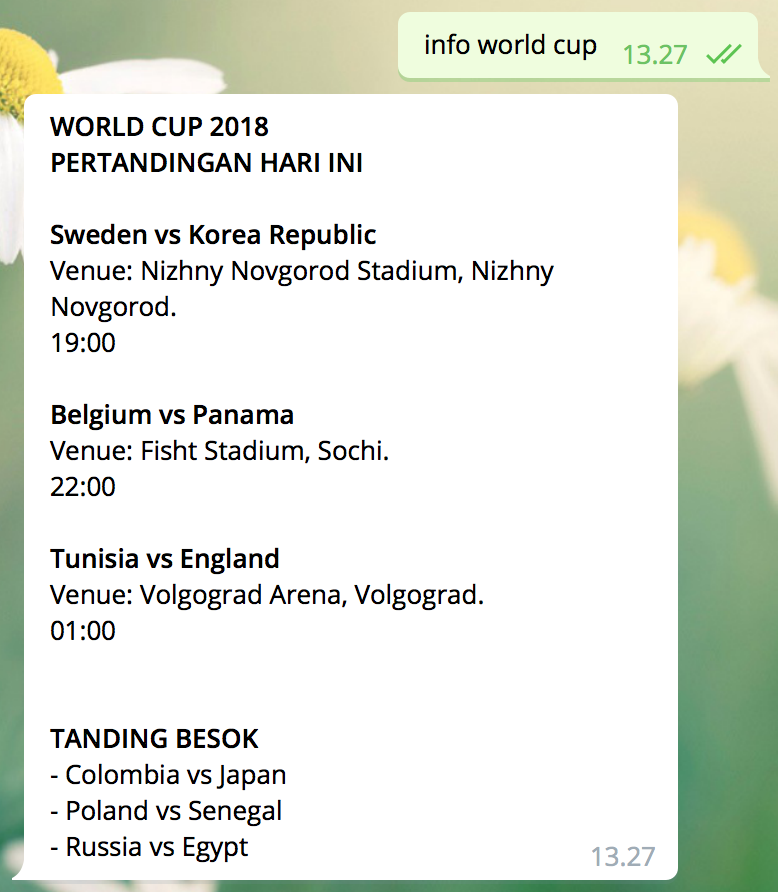 info world cup 13.27
WORLD CUP 2018
PERTANDINGAN HARI INI
Sweden vs Korea Republic
Venue: Nizhny Novgorod Stadium, Nizhny
Novgorod.
19:00
Belgium vs Panama
Venue: Fisht Stadium, Sochi.
22:00
Tunisia vs England
Venue: Volgograd Arena, Volgograd.
01:00
TANDING BESOK
- Colombia vs Japan
- Poland vs Senegal
- Russia vs Egypt
13.27